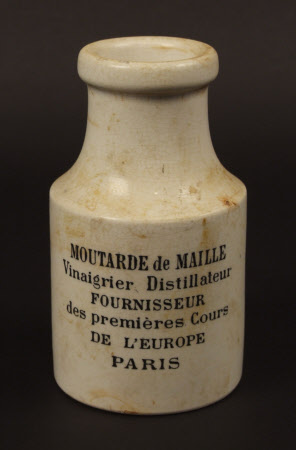 MOUTARDE de MAILLE
Vinaigrier Distillateur
FOURNISSEUR
des premières Cours
DE L'EUROPE
PARIS